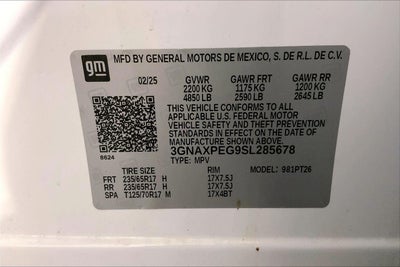 gm
MFD BY GENERAL MOTORS DE MEXICO, S. DE R.L. DE C.V.
02/25 GVWR GAWR FRT GAWR RR
2200 KG 1175 KG 1200 KG
4850 LB 2590 LB 2645 LB
THIS VEHICLE CONFORMS TO ALL
APPLICABLE U.S. FEDERAL MOTOR
VEHICLE SAFETY AND THEFT PREVENTION
STANDARDS IN EFFECT ON THE DATE OF
MANUFACTURE SHOWN ABOVE.
8624
3GNAXPEG9SL285678
TYPE: MPV MODEL: 981PT26
TIRE SIZE RIM
FRT 235/65R17 H 17X7.5J
RR 235/65R17 H 17X7.5J
SPA T125/70R17 M 17X4BT